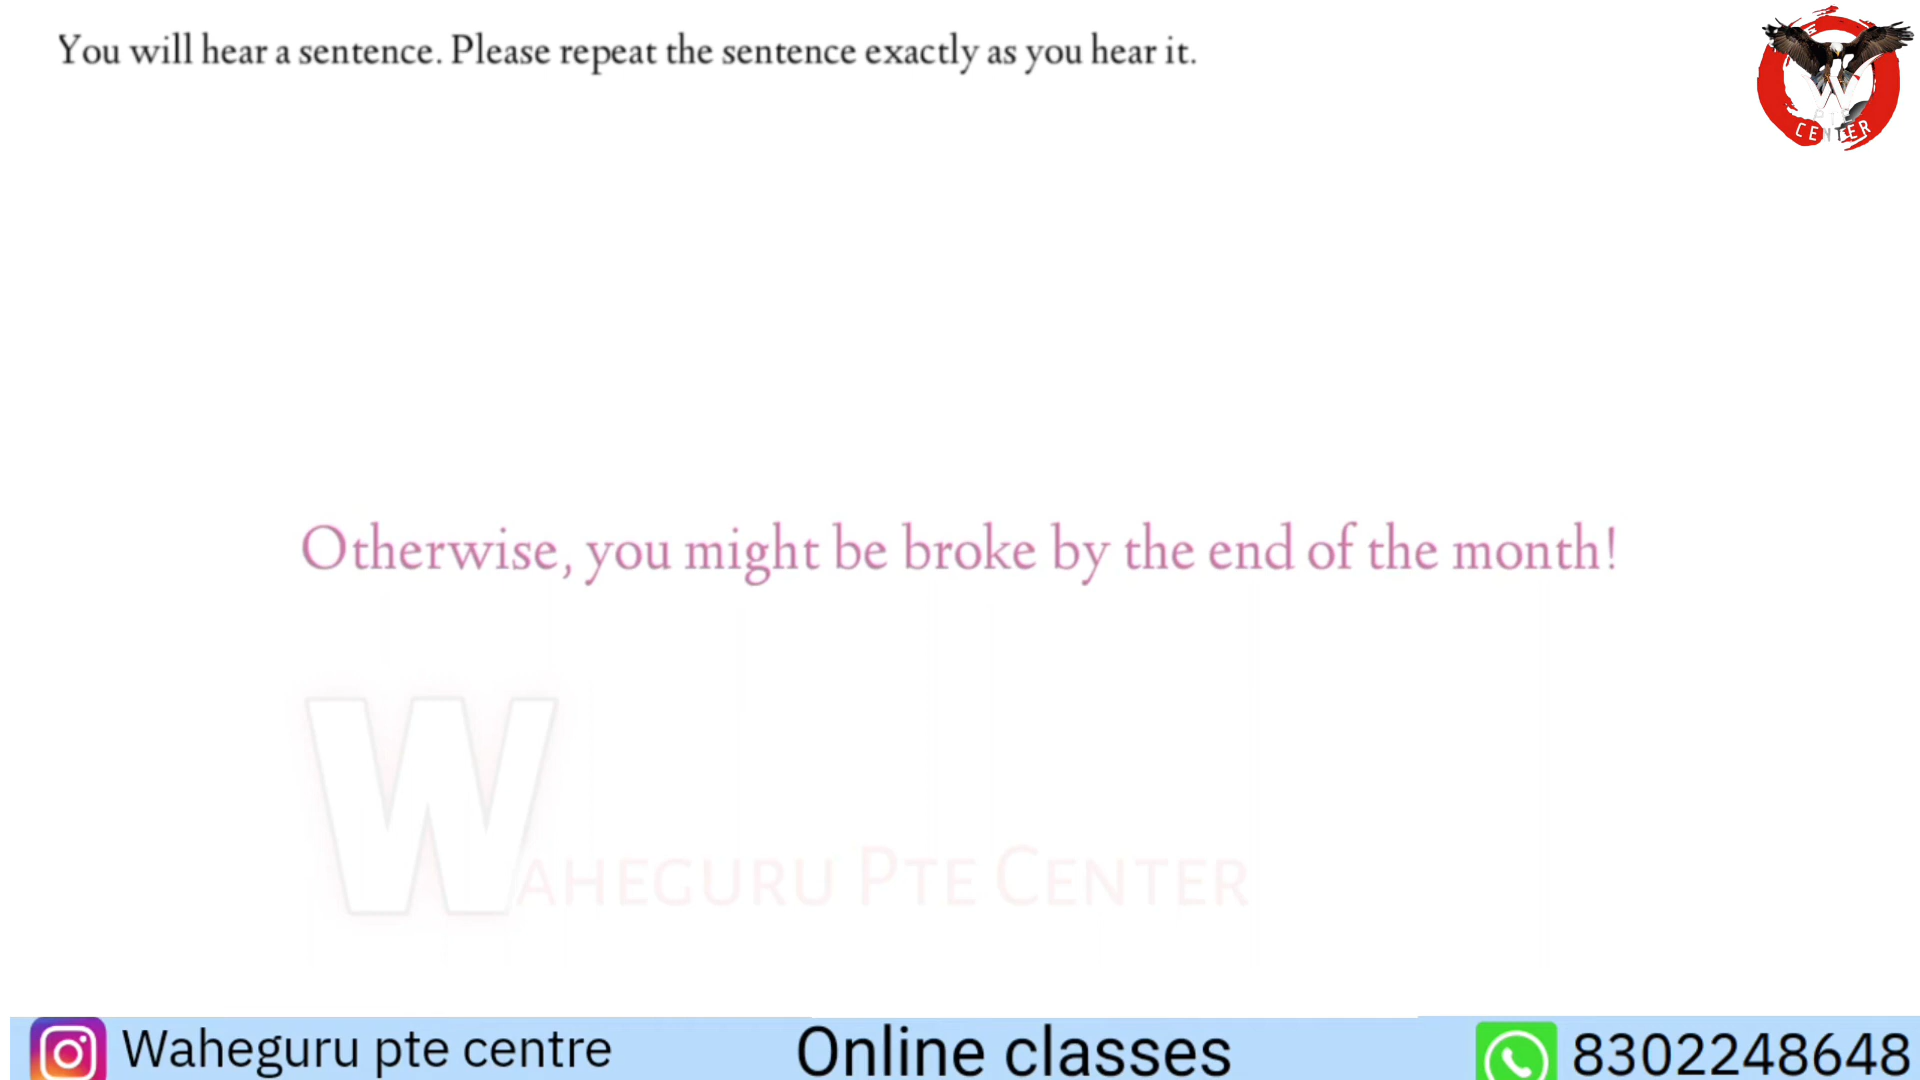 You will hear a sentence. Please repeat the sentence exactly as you hear it.
CENTER
Otherwise, you might be broke by the end of the month!
WAHEGURU PTE CENTER
Waheguru pte centre
Online classes
8302248648